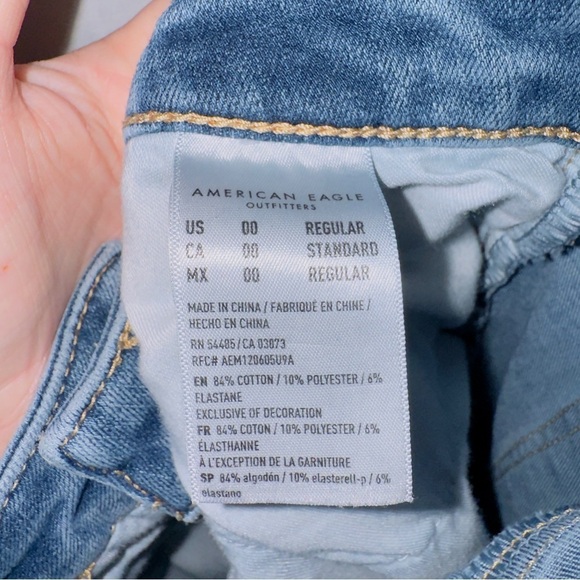 AMERICAN EAGLE
OUTFITTERS
US 00 REGULAR
CA 00 STANDARD
MX 00 REGULAR
MADE IN CHINA / FABRIQUÉ EN CHINE /
HECHO EN CHINA
RN 54485 / CA 03873
RFC# AEM120605U9A
EN 84% COTTON / 10% POLYESTER / 6%
ELASTANE
EXCLUSIVE OF DECORATION
FR 84% COTON / 10% POLYESTER / 6%
ÉLASTHANNE
À L'EXCEPTION DE LA GARNITURE
SP 84% algodón / 10% elasterell-p / 6%
elastano